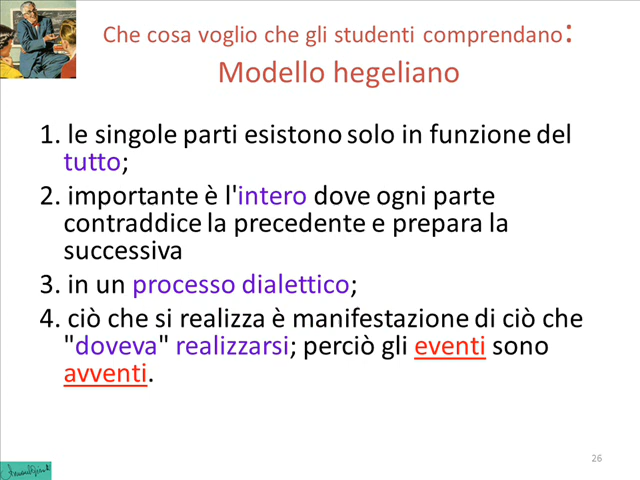 Che cosa voglio che gli studenti comprendano:
Modello hegeliano
1. le singole parti esistono solo in funzione del
tutto;
2. importante è l'intero dove ogni parte
contraddice la precedente e prepara la
successiva
3. in un processo dialettico;
4. ciò che si realizza è manifestazione di ciò che
"doveva" realizzarsi; perciò gli eventi sono
avventi.
26